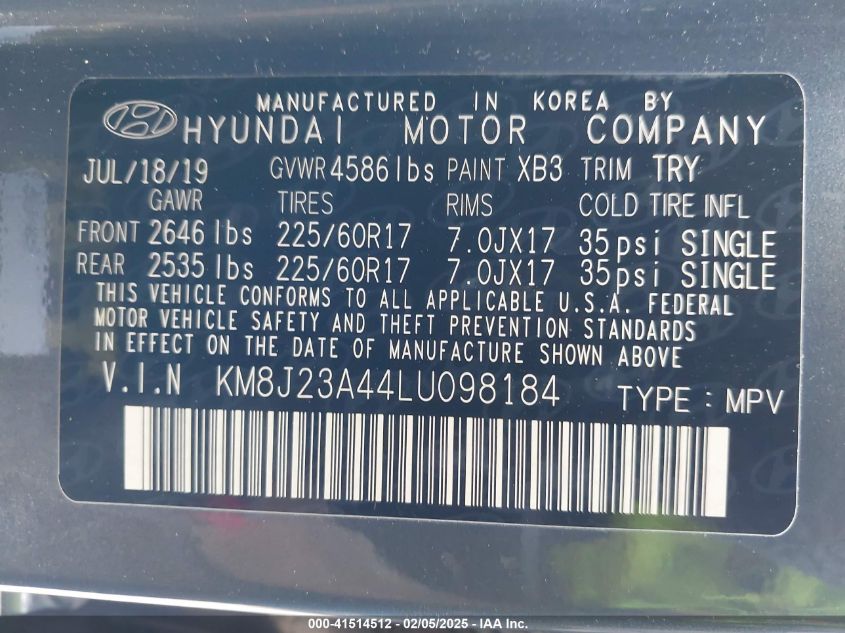 MANUFACTURED IN KOREA BY
HYUNDAI MOTOR COMPANY
JUL/18/19 GVWR 4586 lbs PAINT XB3 TRIM TRY
GAWR TIRES RIMS COLD TIRE INFL
FRONT 2646 lbs 225/60R17 7.0JX17 35psi SINGLE
REAR 2535 lbs 225/60R17 7.0JX17 35psi SINGLE
THIS VEHICLE CONFORMS TO ALL APPLICABLE U.S.A. FEDERAL
MOTOR VEHICLE SAFETY AND THEFT PREVENTION STANDARDS
IN EFFECT ON THE DATE OF MANUFACTURE SHOWN ABOVE
V.I.N KM8J23A44LU098184 TYPE : MPV
000-41514512 - 02/05/2025 - IAA Inc.